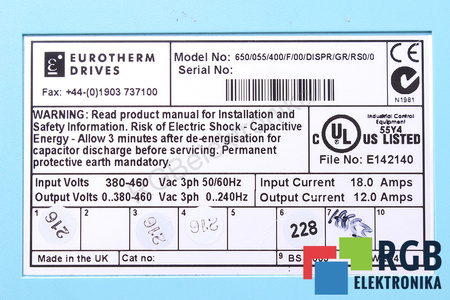 EUROTHERM
DRIVES
Fax: +44-(0)1903 737100
Model No: 650/055/400/F/00/DISPR/GR/RS0/0
Serial No:
N1981
WARNING: Read product manual for Installation and
Safety Information. Risk of Electric Shock - Capacitive
Energy - Allow 3 minutes after de-energisation for
capacitor discharge before servicing. Permanent
protective earth mandatory.
Industrial Control
Equipment
55Y4
C UL US LISTED
File No: E142140
Input Volts 380-460 Vac 3ph 50/60Hz
Output Volts 0..380-460 Vac 3ph 0..240Hz
Input Current 18.0 Amps
Output Current 12.0 Amps
1 2 3 4 5 6 7 10
216 216 216 228
Made in the UK Cat no: 9 BS
RGB
ELEKTRONIKA